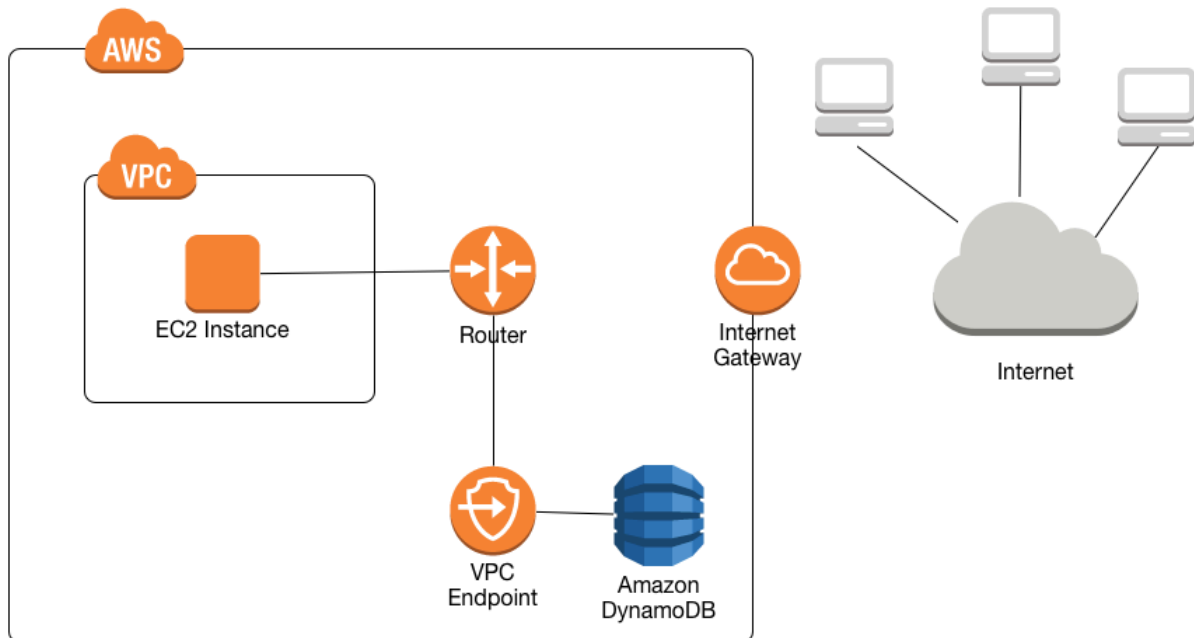 AWS
VPC
EC2 Instance
Router
Internet
Gateway
Internet
VPC
Endpoint
Amazon
DynamoDB